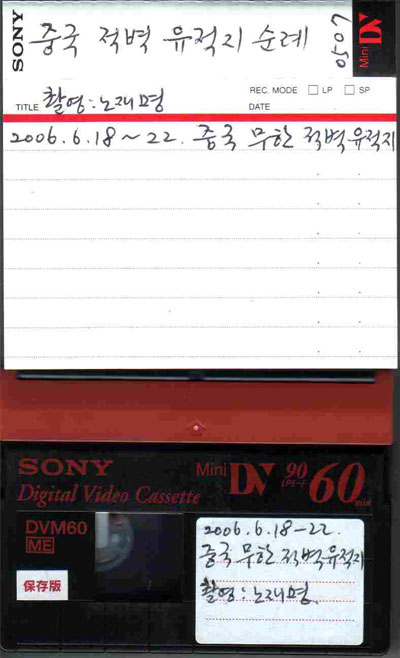 SONY
중국 적벽 유적지 순례
0507
Mini DV
REC. MODE □ LP □ SP
TITLE 촬영: 노재명
DATE
2006.6.18~22. 중국 무한 적벽유적지
SONY
Digital Video Cassette
Mini DV 90 LP E-F 60 min
DVM60
ME
保存版
2006.6.18-22.
중국 무한 적벽유적지
촬영: 노재명.